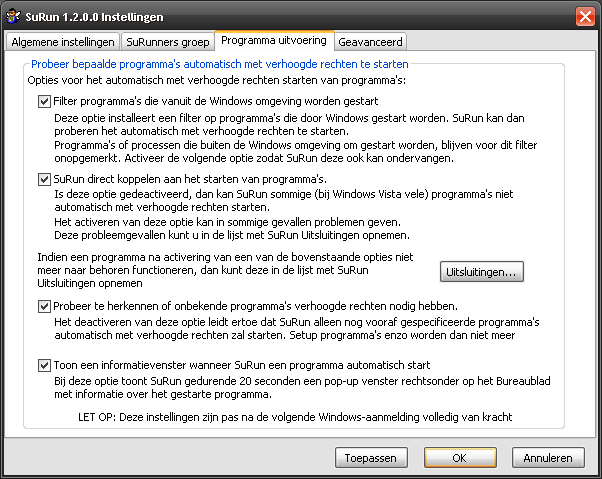 SuRun 1.2.0.0 Instellingen
Algemene instellingen
SuRunners groep
Programma uitvoering
Geavanceerd
Probeer bepaalde programma's automatisch met verhoogde rechten te starten
Opties voor het automatisch met verhoogde rechten starten van programma's:
Filter programma's die vanuit de Windows omgeving worden gestart
Deze optie installeert een filter op programma's die door Windows gestart worden. SuRun kan dan
proberen het automatisch met verhoogde rechten te starten.
Programma's of processen die buiten de Windows omgeving om gestart worden, blijven voor dit filter
onopgemerkt. Activeer de volgende optie zodat SuRun deze ook kan ondervangen.
SuRun direct koppelen aan het starten van programma's.
Is deze optie gedeactiveerd, dan kan SuRun sommige (bij Windows Vista vele) programma's niet
automatisch met verhoogde rechten starten.
Het activeren van deze optie kan in sommige gevallen problemen geven.
Deze probleemgevallen kunt u in de lijst met SuRun Uitsluitingen opnemen.
Indien een programma na activering van een van de bovenstaande opties niet
meer naar behoren functioneren, dan kunt deze in de lijst met SuRun
Uitsluitingen opnemen
Uitsluitingen...
Probeer te herkennen of onbekende programma's verhoogde rechten nodig hebben.
Het deactiveren van deze optie leidt ertoe dat SuRun alleen nog vooraf gespecificeerde programma's
automatisch met verhoogde rechten zal starten. Setup programma's enzo worden dan niet meer
Toon een informatievenster wanneer SuRun een programma automatisch start
Bij deze optie toont SuRun gedurende 20 seconden een pop-up venster rechtsonder op het Bureaublad
met informatie over het gestarte programma.
LET OP: Deze instellingen zijn pas na de volgende Windows-aanmelding volledig van kracht
Toepassen
OK
Annuleren